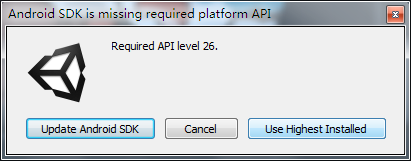 Android SDK is missing required platform API
Required API level 26.
Update Android SDK
Cancel
Use Highest Installed